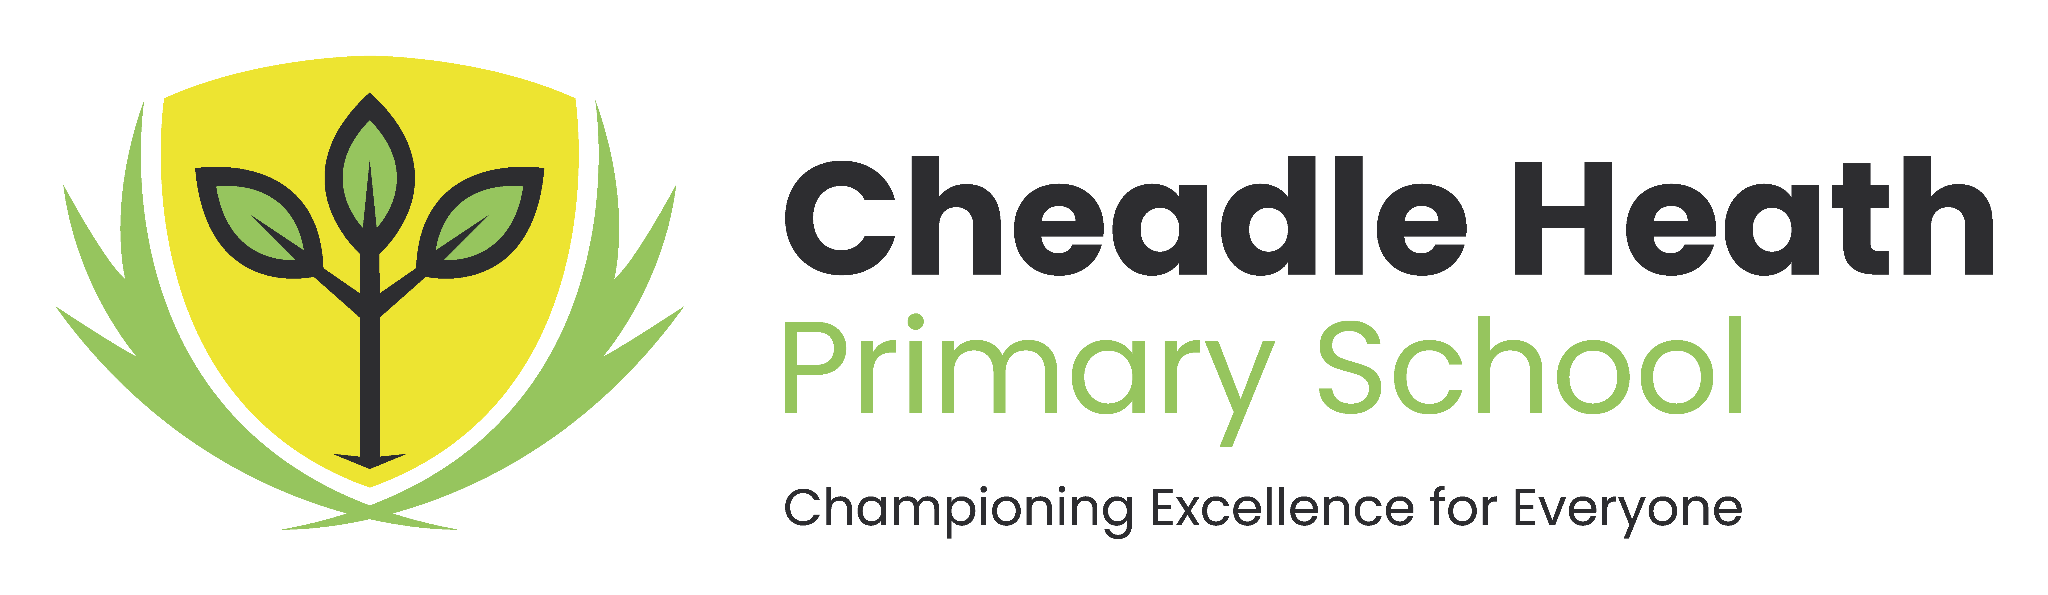 Cheadle Heath
Primary School
Championing Excellence for Everyone